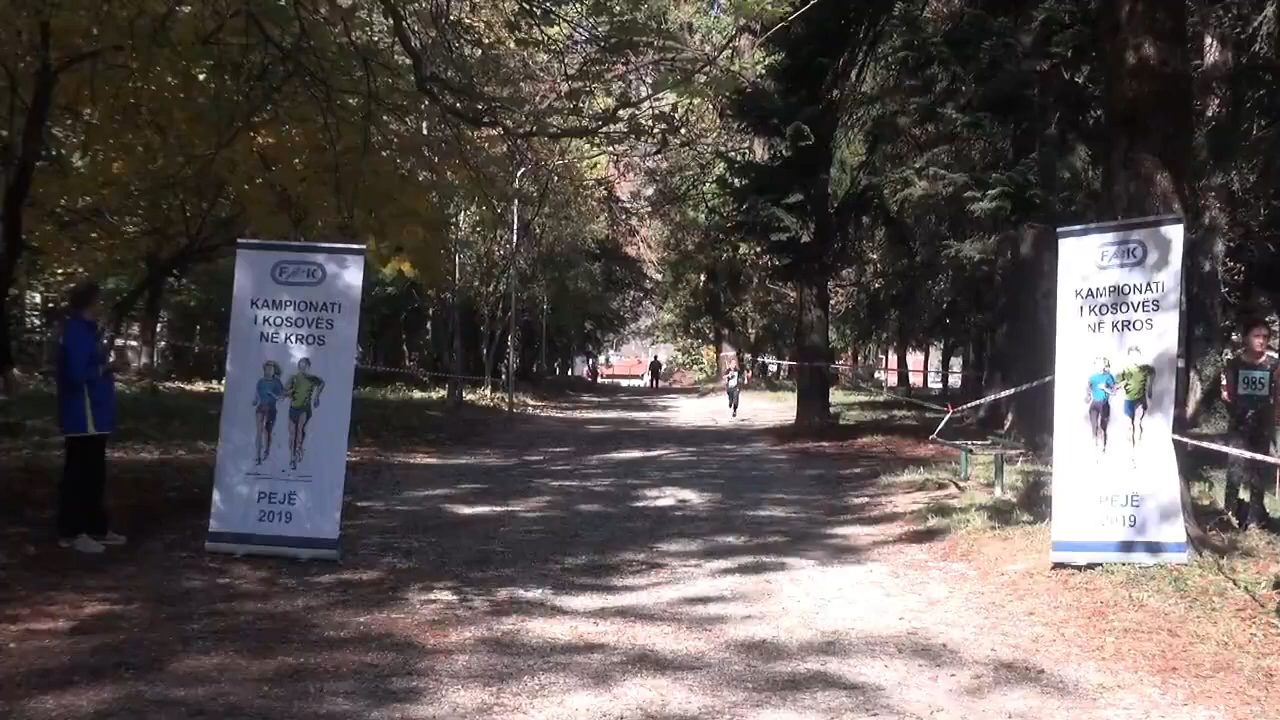 FAK
KAMPIONATI
I KOSOVËS
NË KROS
PEJË
2019
FAK
KAMPIONATI
I KOSOVËS
NË KROS
PEJË
2019
985